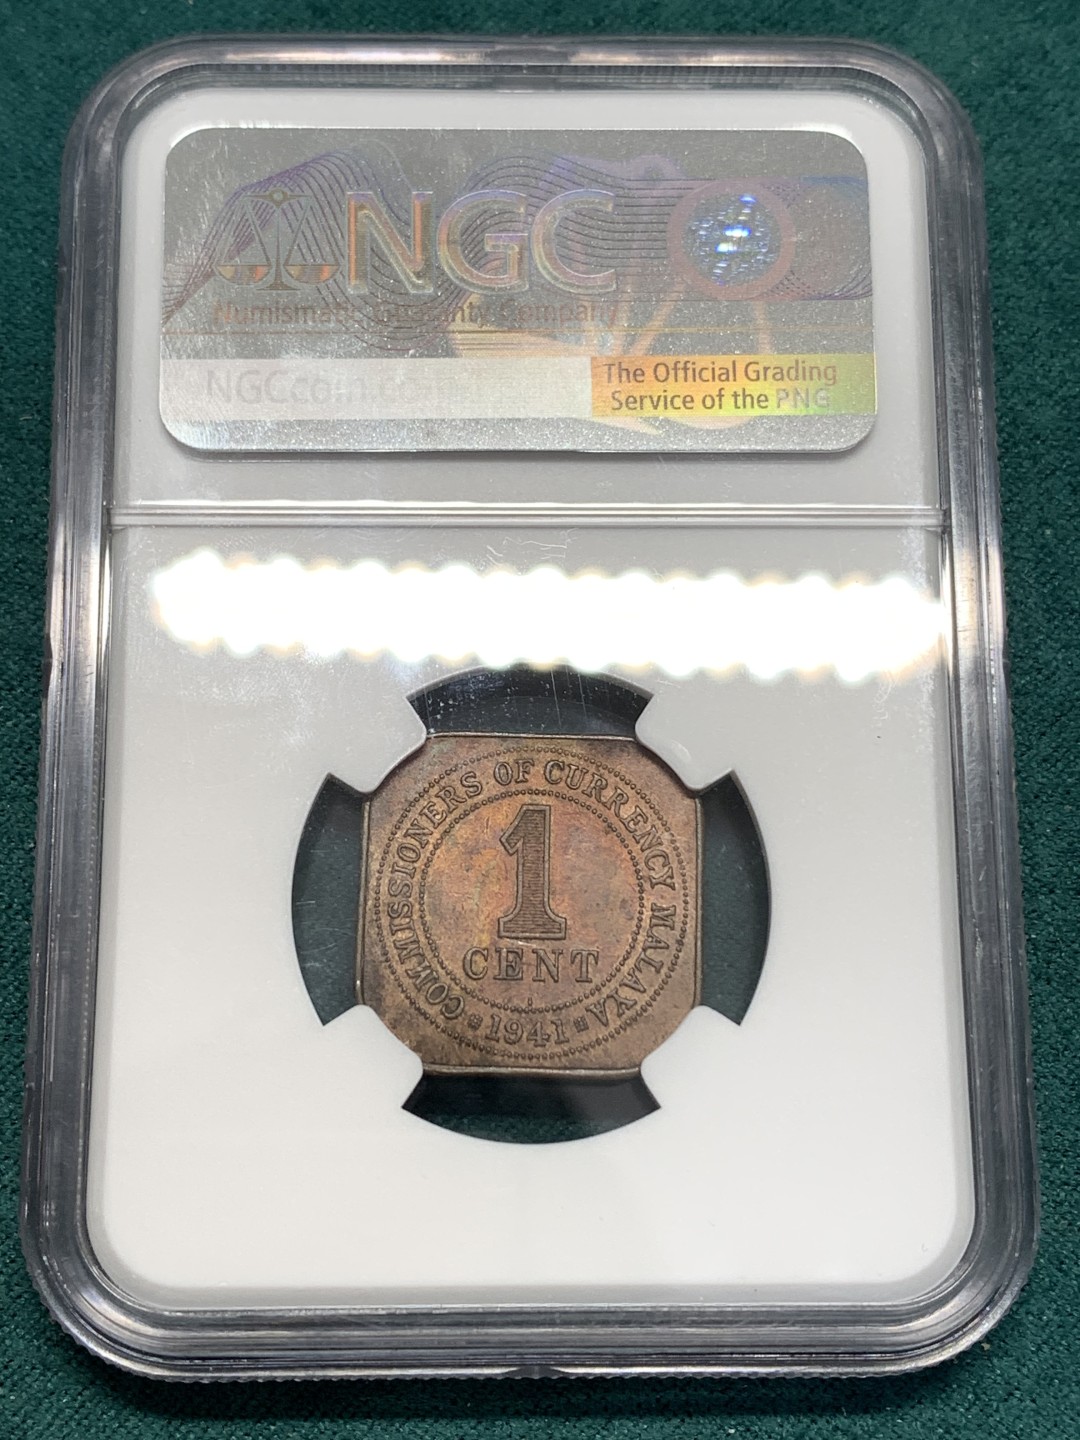 NGC
Numismatic Guaranty Company
NGCcoin.com
The Official Grading
Service of the PNG
COMMISSIONERS OF CURRENCY MALAYA
1
CENT
I
1941